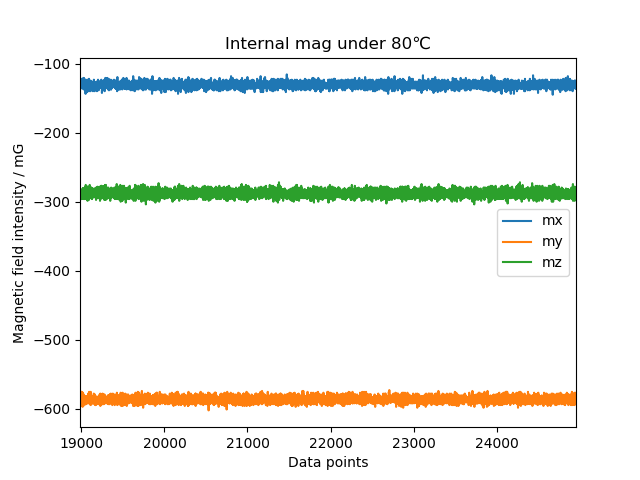 Internal mag under 80℃
Magnetic field intensity / mG
−100
−200
−300
−400
−500
−600
mx
my
mz
19000 20000 21000 22000 23000 24000
Data points